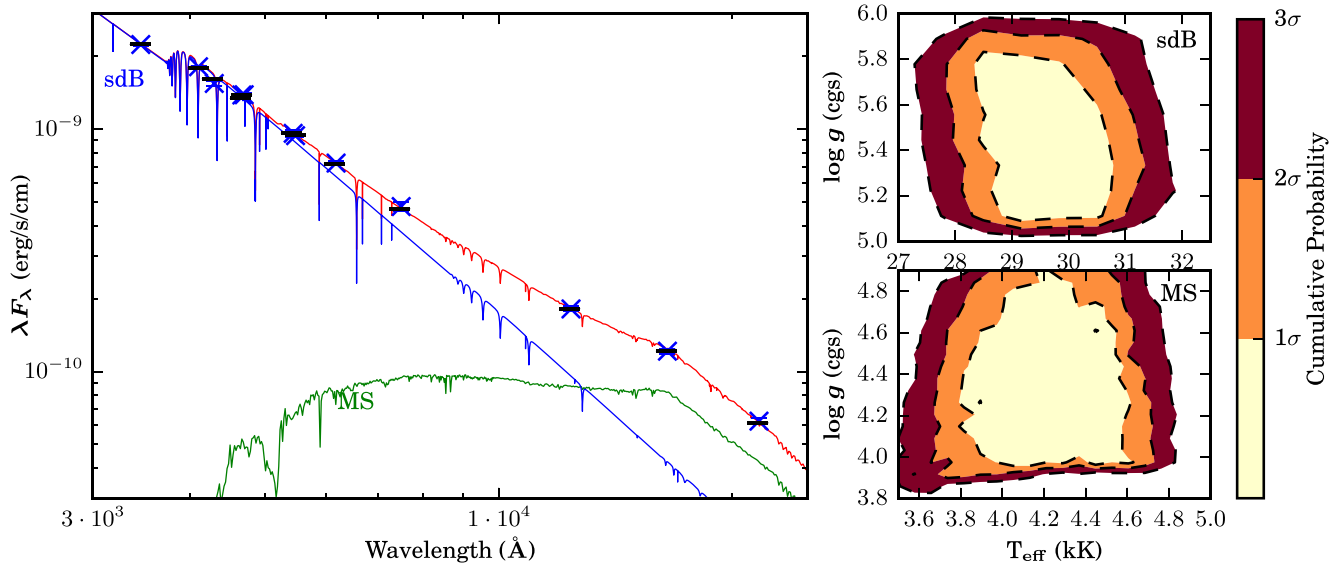 sdB
MS
10⁻⁹
10⁻¹⁰
λF_λ (erg/s/cm)
3 · 10³
1 · 10⁴
Wavelength (Å)
6.0
5.8
5.6
5.4
5.2
5.0
log g (cgs)
sdB
27
28
29
30
31
32
4.8
4.6
4.4
4.2
4.0
3.8
log g (cgs)
MS
3.6
3.8
4.0
4.2
4.4
4.6
4.8
5.0
T_eff (kK)
3σ
2σ
1σ
Cumulative Probability